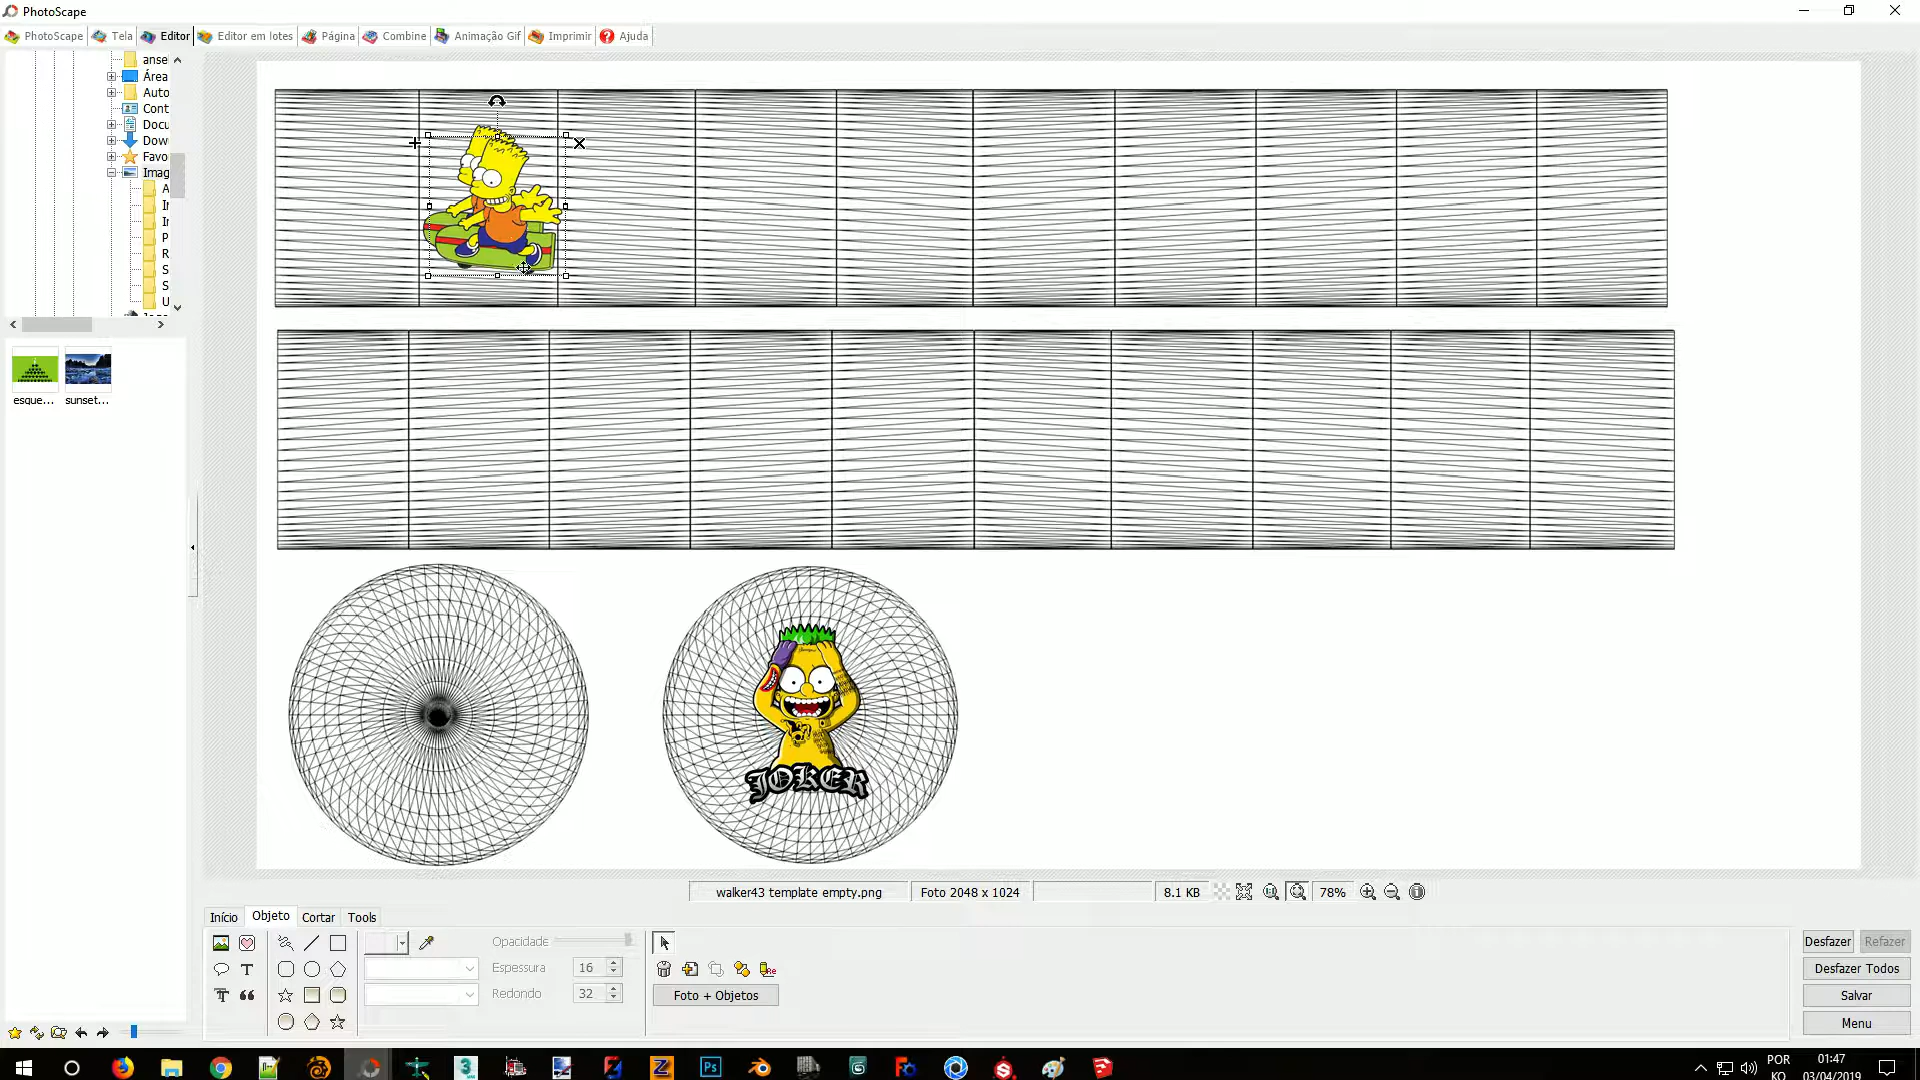 PhotoScape
PhotoScape
Tela
Editor
Editor em lotes
Página
Combine
Animação Gif
Imprimir
Ajuda
anse
Área
Auto
Cont
Docu
Dow
Favo
Imag
A
P
R
S
S
U
esque...
sunset...
JOKER
walker43 template empty.png
Foto 2048 x 1024
8.1 KB
78%
Início
Objeto
Cortar
Tools
Opacidade
Espessura
16
Redondo
32
Foto + Objetos
Desfazer
Refazer
Desfazer Todos
Salvar
Menu
POR
KO
01:47
03/04/2019